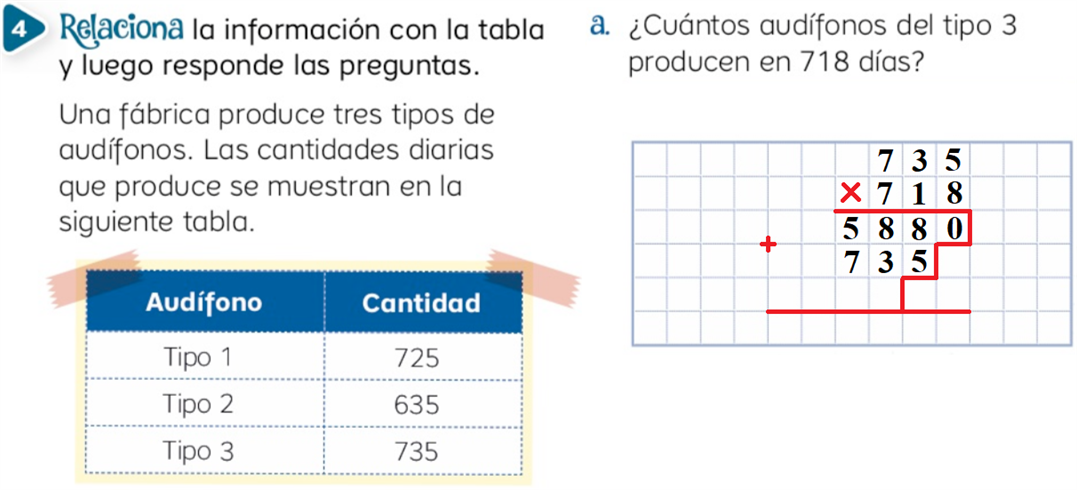 4 Relaciona la información con la tabla
y luego responde las preguntas.
Una fábrica produce tres tipos de
audífonos. Las cantidades diarias
que produce se muestran en la
siguiente tabla.
Audífono Cantidad
Tipo 1 725
Tipo 2 635
Tipo 3 735
a. ¿Cuántos audífonos del tipo 3
producen en 718 días?
7 3 5
× 7 1 8
5 8 8 0
+
7 3 5